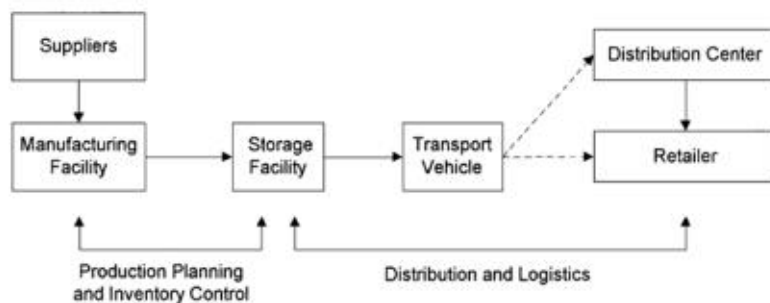 Suppliers
Distribution Center
Manufacturing
Facility
Storage
Facility
Transport
Vehicle
Retailer
Production Planning
and Inventory Control
Distribution and Logistics